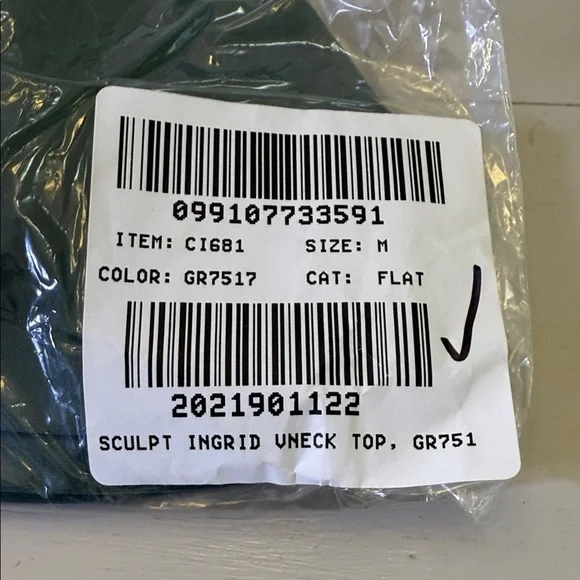 099107733591
ITEM: CI681 SIZE: M
COLOR: GR7517 CAT: FLAT
2021901122
SCULPT INGRID VNECK TOP, GR751